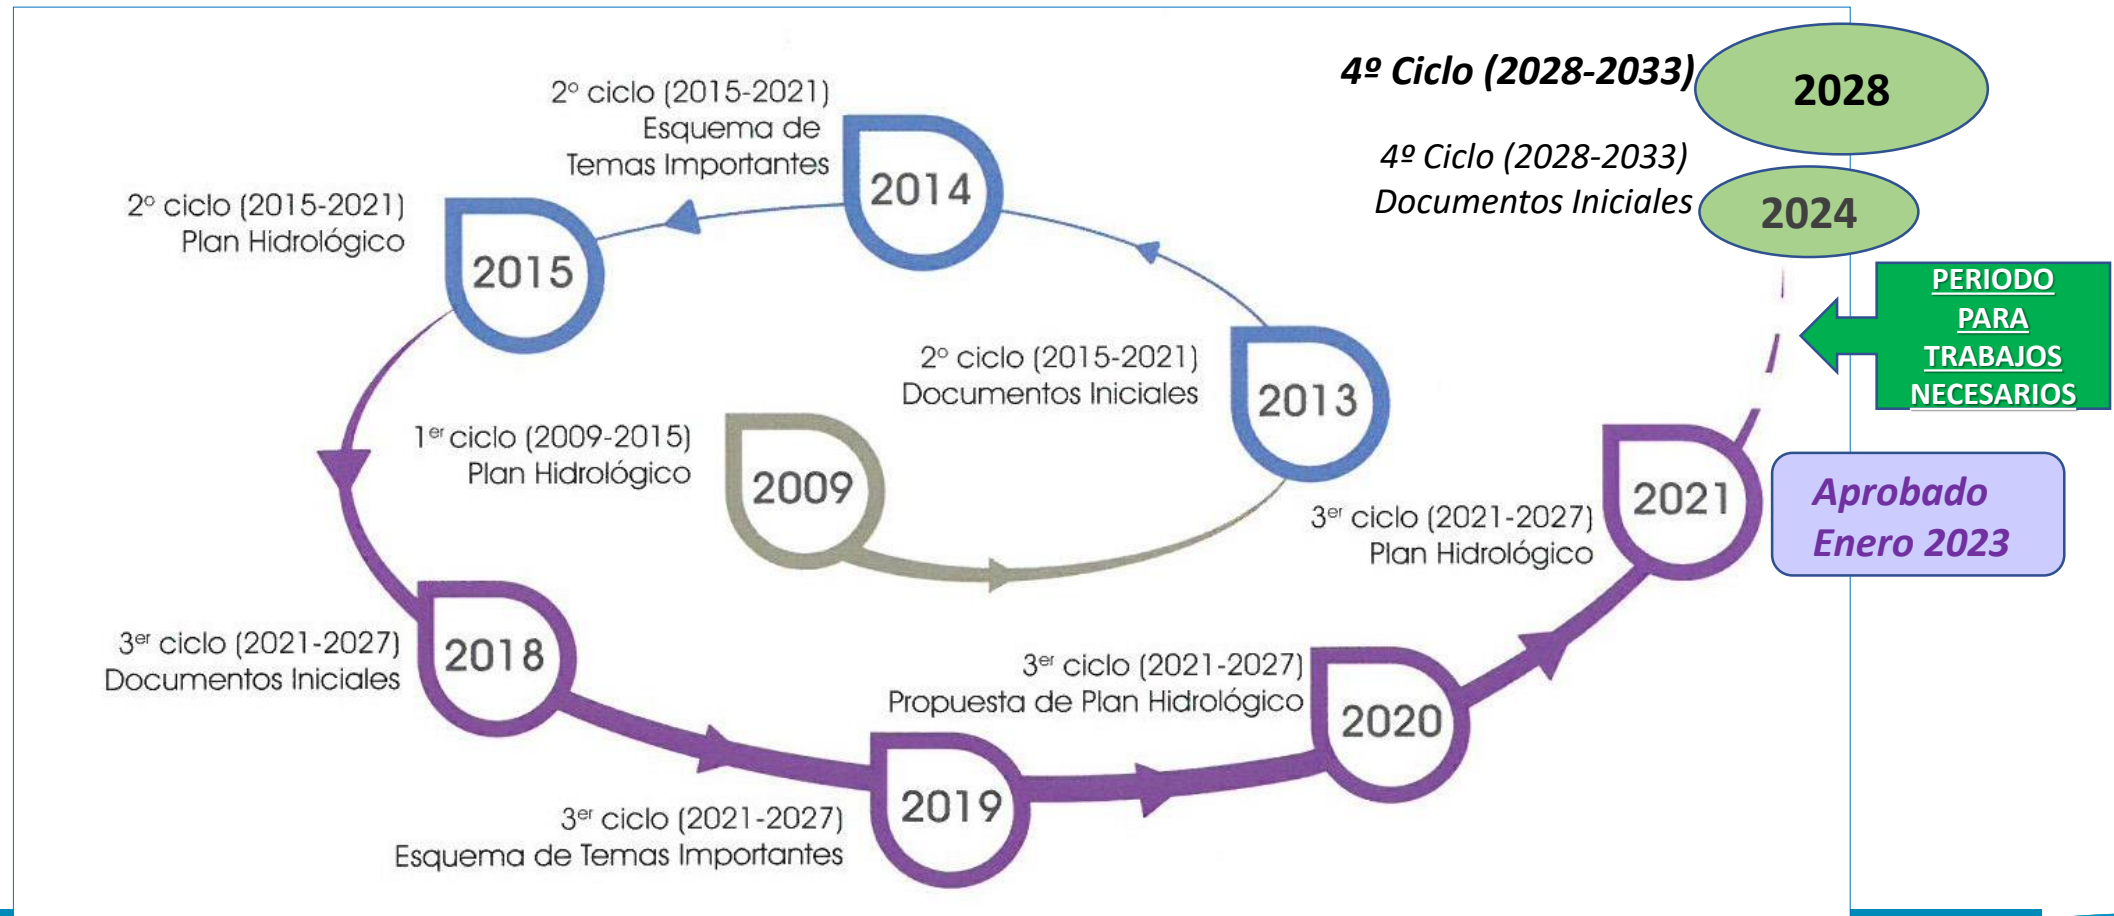 4º Ciclo (2028-2033)
2028
4º Ciclo (2028-2033)
Documentos Iniciales
2024
PERIODO
PARA
TRABAJOS
NECESARIOS
2º ciclo (2015-2021)
Esquema de
Temas Importantes
2014
2º ciclo (2015-2021)
Plan Hidrológico
2015
2º ciclo (2015-2021)
Documentos Iniciales
2013
1er ciclo (2009-2015)
Plan Hidrológico
2009
3er ciclo (2021-2027)
Plan Hidrológico
2021
Aprobado
Enero 2023
3er ciclo (2021-2027)
Documentos Iniciales
2018
3er ciclo (2021-2027)
Propuesta de Plan Hidrológico
2020
3er ciclo (2021-2027)
Esquema de Temas Importantes
2019